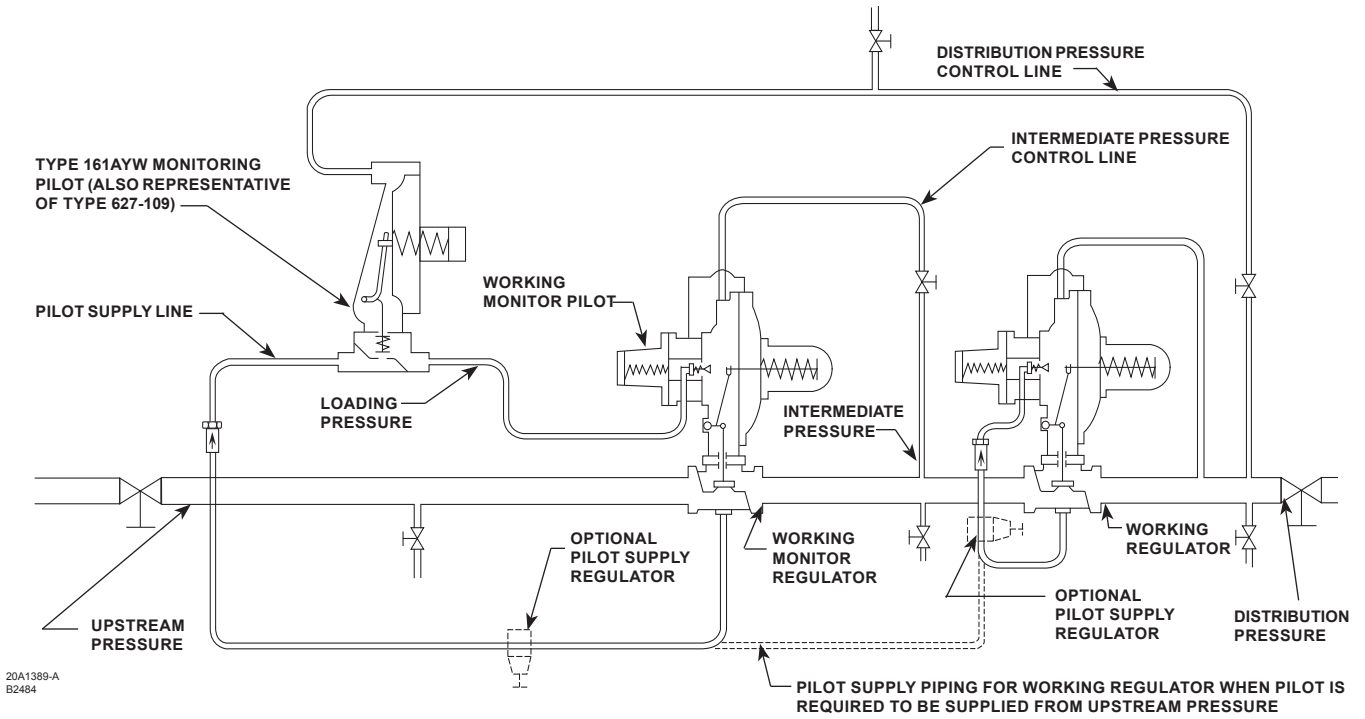 DISTRIBUTION PRESSURE
CONTROL LINE
INTERMEDIATE PRESSURE
CONTROL LINE
TYPE 161AYW MONITORING
PILOT (ALSO REPRESENTATIVE
OF TYPE 627-109)
WORKING
MONITOR PILOT
PILOT SUPPLY LINE
LOADING
PRESSURE
INTERMEDIATE
PRESSURE
OPTIONAL
PILOT SUPPLY
REGULATOR
WORKING
MONITOR
REGULATOR
WORKING
REGULATOR
UPSTREAM
PRESSURE
OPTIONAL
PILOT SUPPLY
REGULATOR
DISTRIBUTION
PRESSURE
20A1389-A
B2484
PILOT SUPPLY PIPING FOR WORKING REGULATOR WHEN PILOT IS
REQUIRED TO BE SUPPLIED FROM UPSTREAM PRESSURE